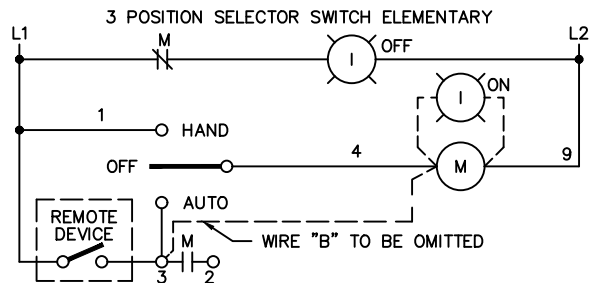 3 POSITION SELECTOR SWITCH ELEMENTARY
L1
L2
M
I
OFF
I
ON
1
HAND
OFF
4
M
9
AUTO
REMOTE
DEVICE
WIRE "B" TO BE OMITTED
M
3
2